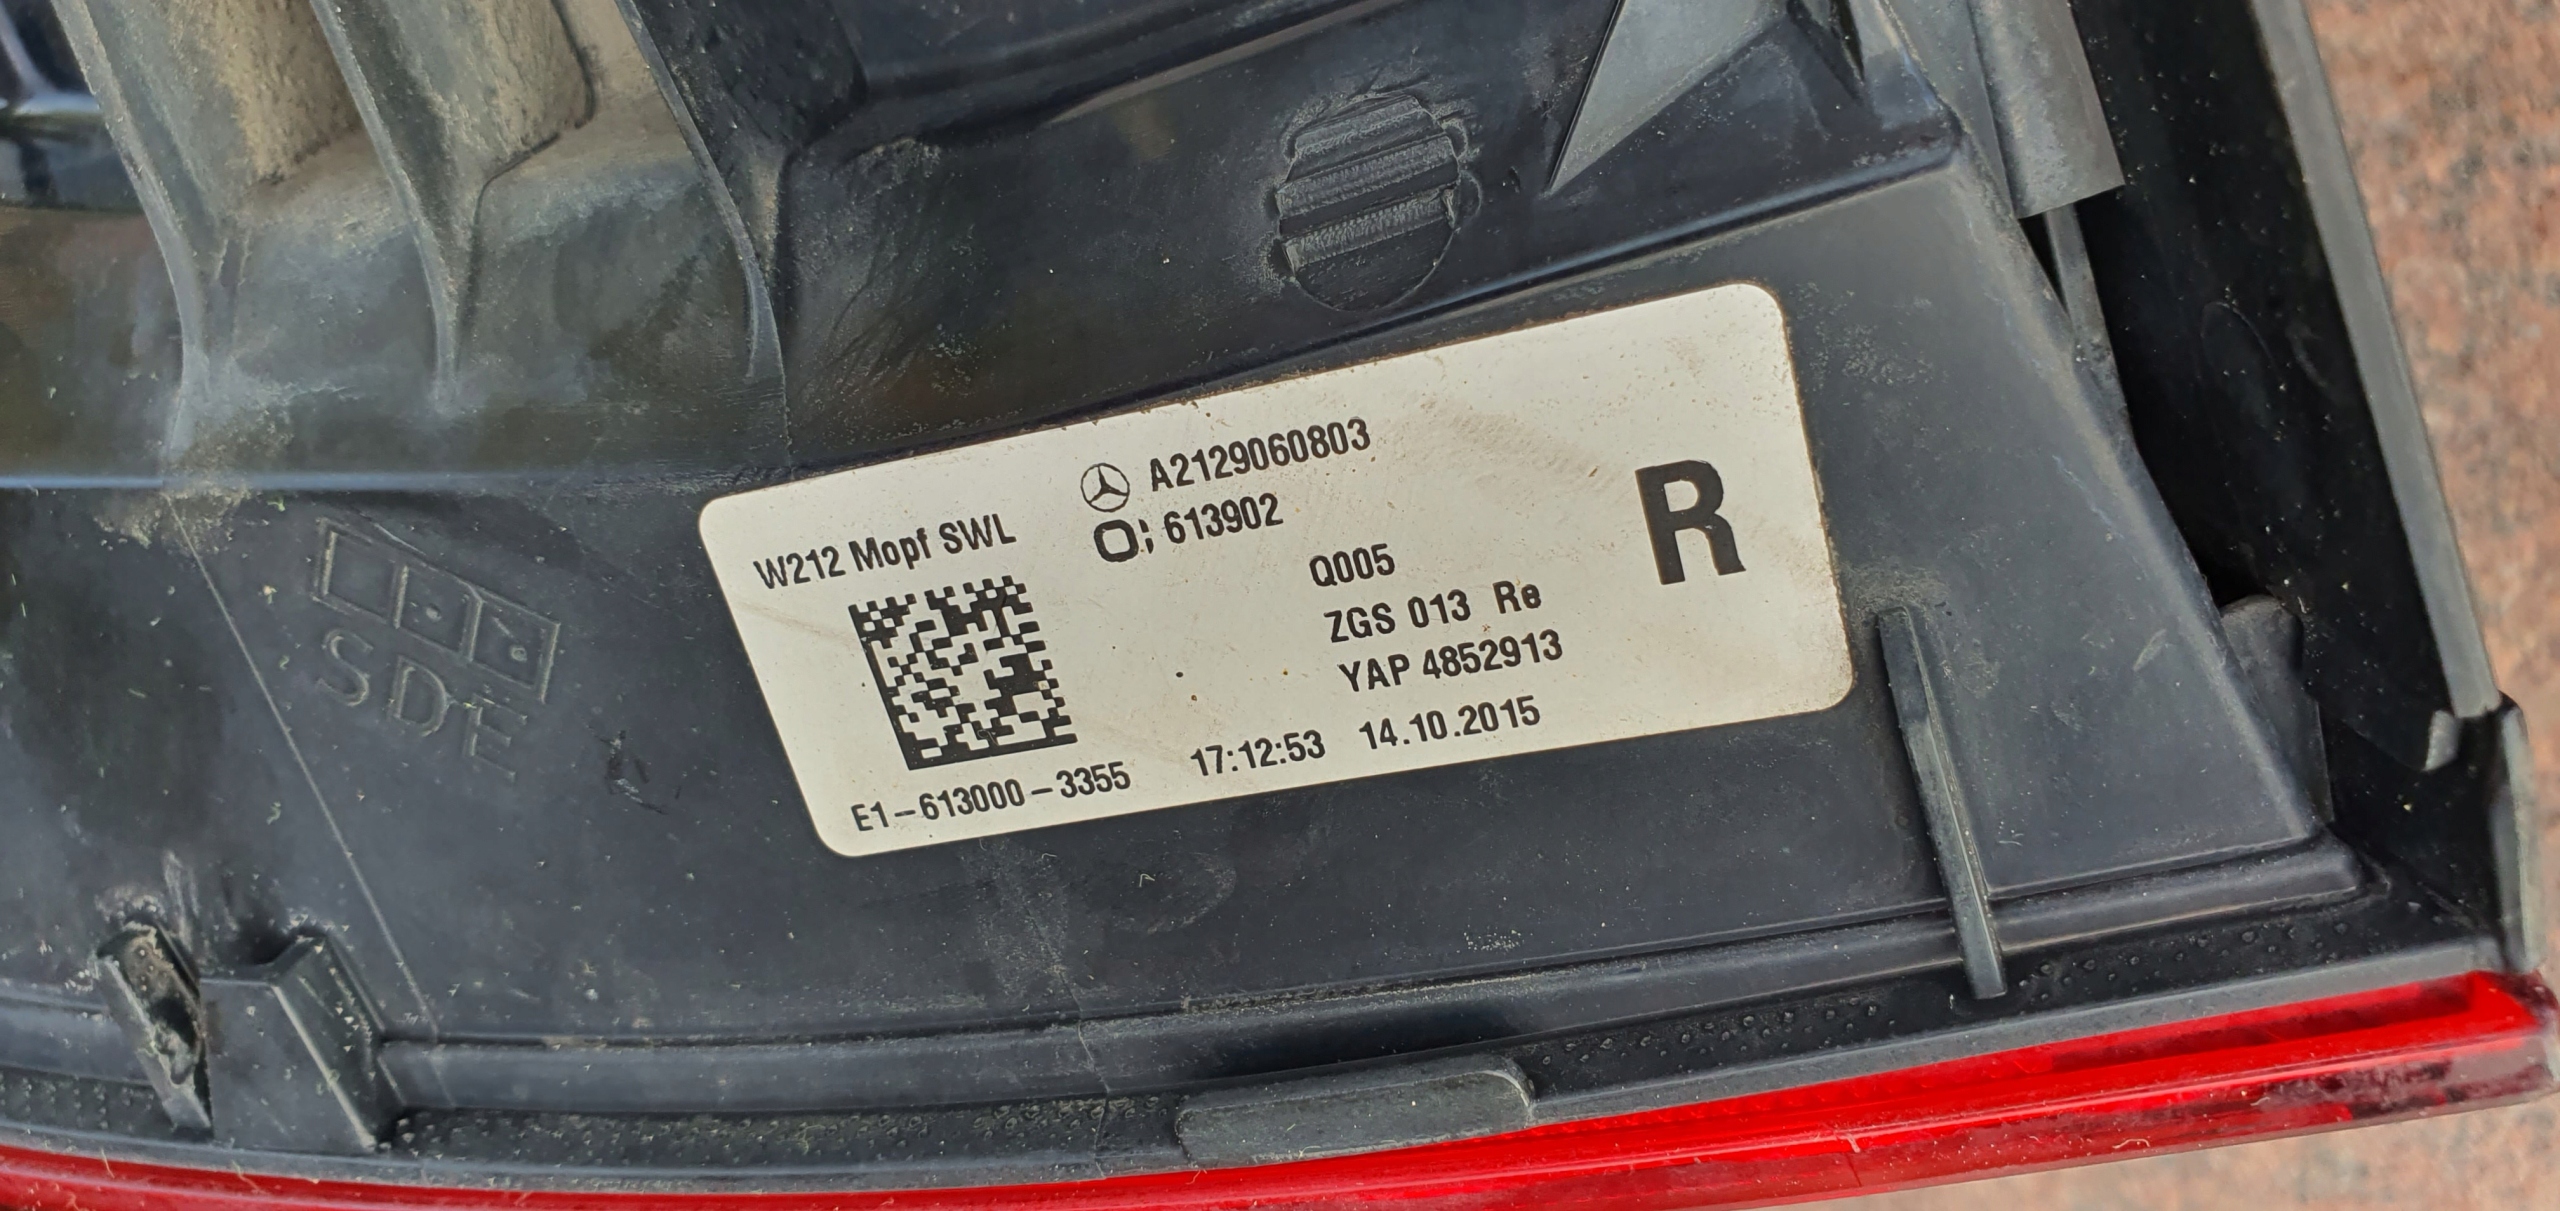 A2129060803
W212 Mopf SWL
613902
R
Q005
ZGS 013 Re
YAP 4852913
E1-613000-3355 17:12:53 14.10.2015
SDE